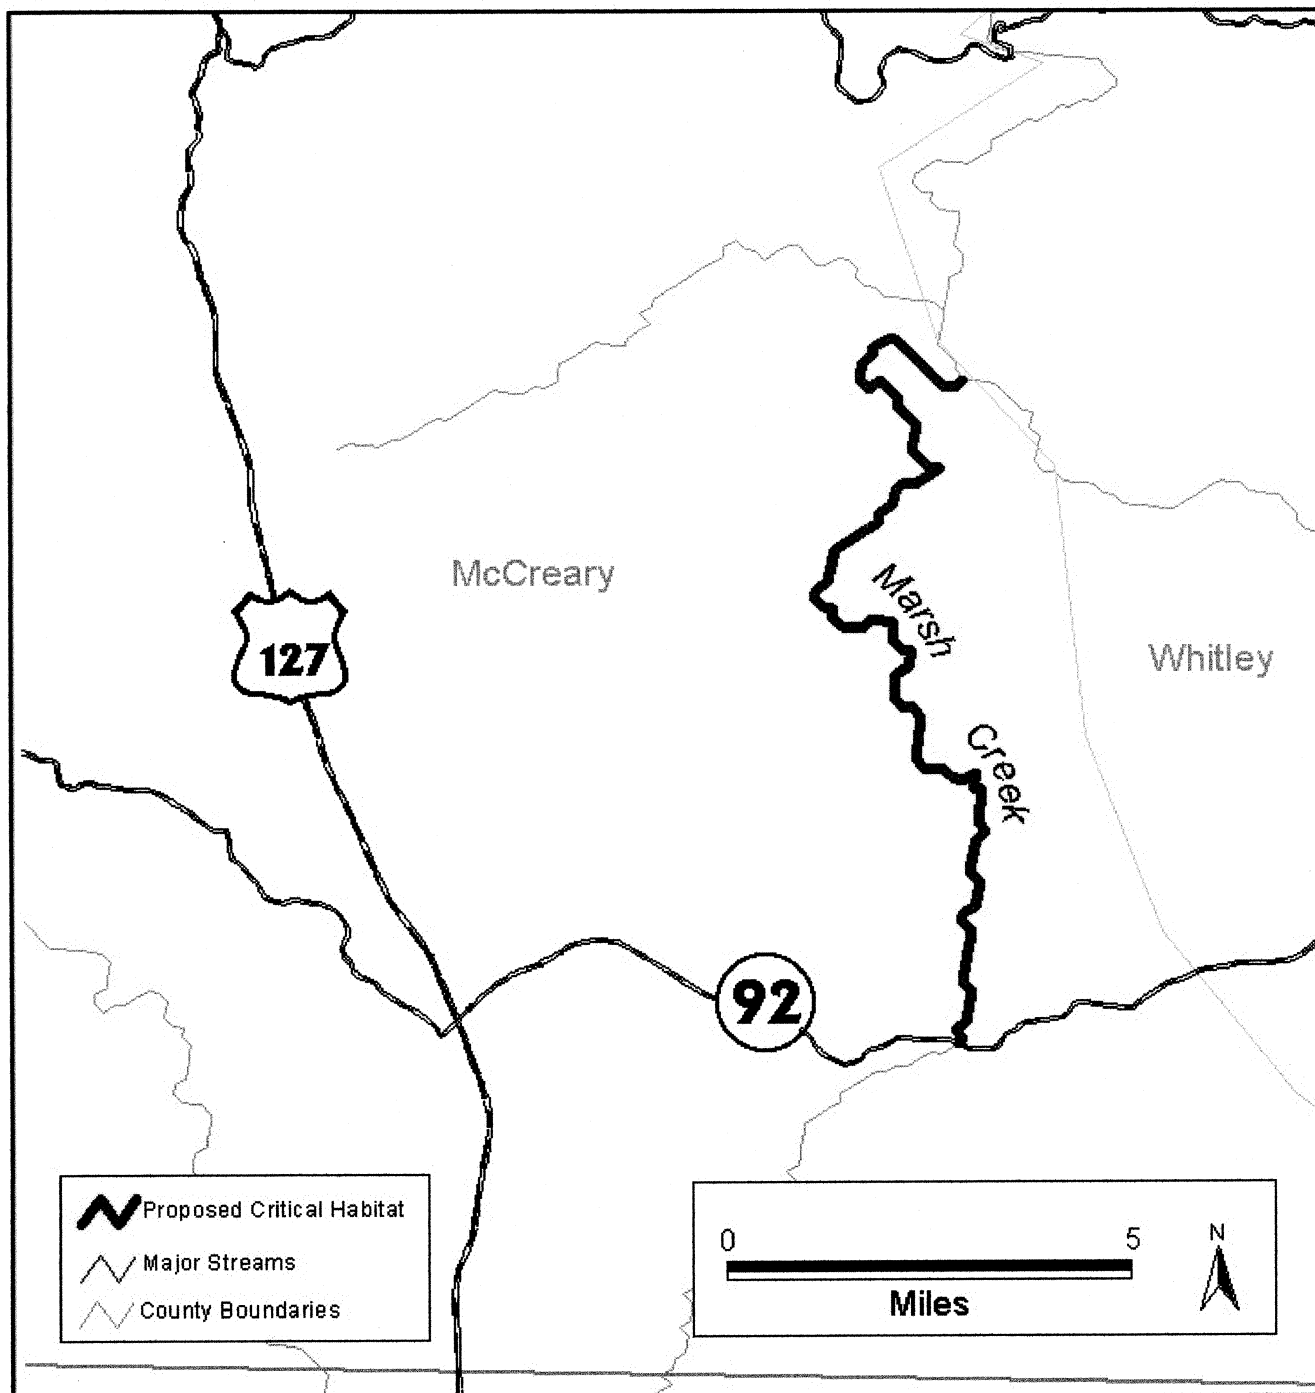 McCreary
Marsh
127
Whitley
Creek
92
Proposed Critical Habitat
Major Streams
County Boundaries
0 5
Miles
N